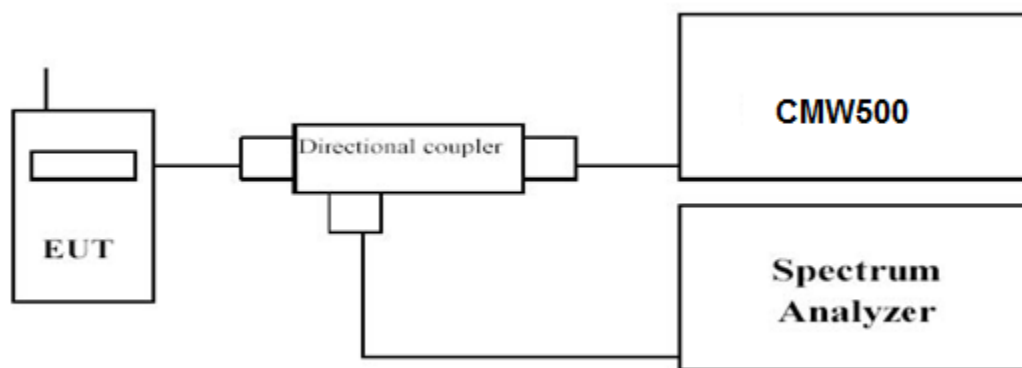 CMW500
Directional coupler
EUT
Spectrum
Analyzer